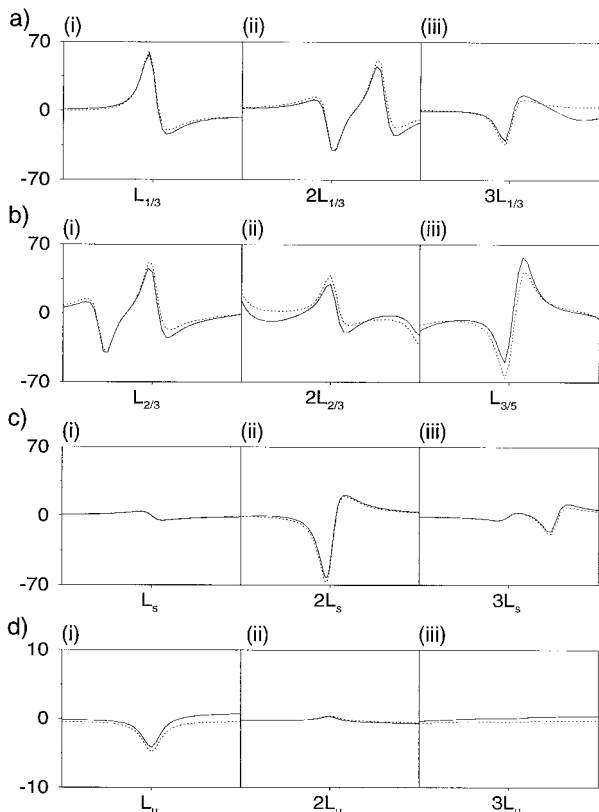 a)
(i) (ii) (iii)
70
0
-70
L1/3 2L1/3 3L1/3
b)
(i) (ii) (iii)
70
0
-70
L2/3 2L2/3 L3/5
c)
(i) (ii) (iii)
70
0
-70
Ls 2Ls 3Ls
d)
(i) (ii) (iii)
10
0
-10
Lu 2Lu 3Lu